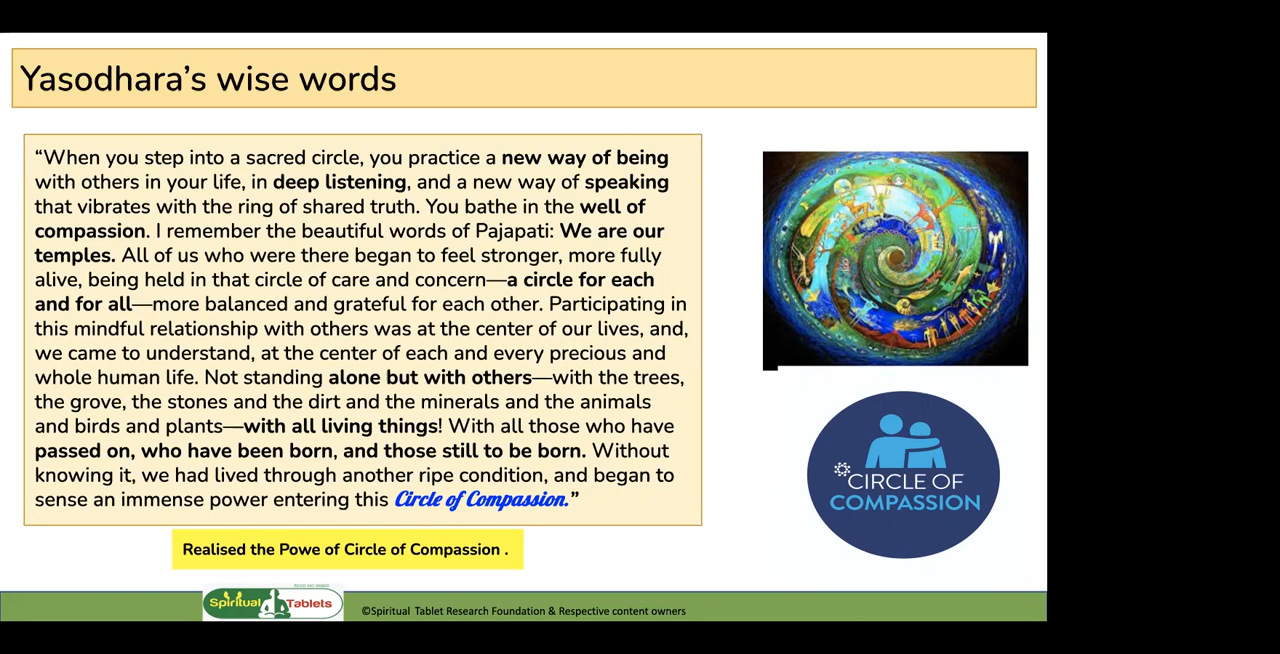 Yasodhara’s wise words
“When you step into a sacred circle, you practice a new way of being
with others in your life, in deep listening, and a new way of speaking
that vibrates with the ring of shared truth. You bathe in the well of
compassion. I remember the beautiful words of Pajapati: We are our
temples. All of us who were there began to feel stronger, more fully
alive, being held in that circle of care and concern—a circle for each
and for all—more balanced and grateful for each other. Participating in
this mindful relationship with others was at the center of our lives, and,
we came to understand, at the center of each and every precious and
whole human life. Not standing alone but with others—with the trees,
the grove, the stones and the dirt and the minerals and the animals
and birds and plants—with all living things! With all those who have
passed on, who have been born, and those still to be born. Without
knowing it, we had lived through another ripe condition, and began to
sense an immense power entering this Circle of Compassion.”
Realised the Powe of Circle of Compassion .
CIRCLE OF
COMPASSION
Spiritual Tablets
©Spiritual Tablet Research Foundation & Respective content owners